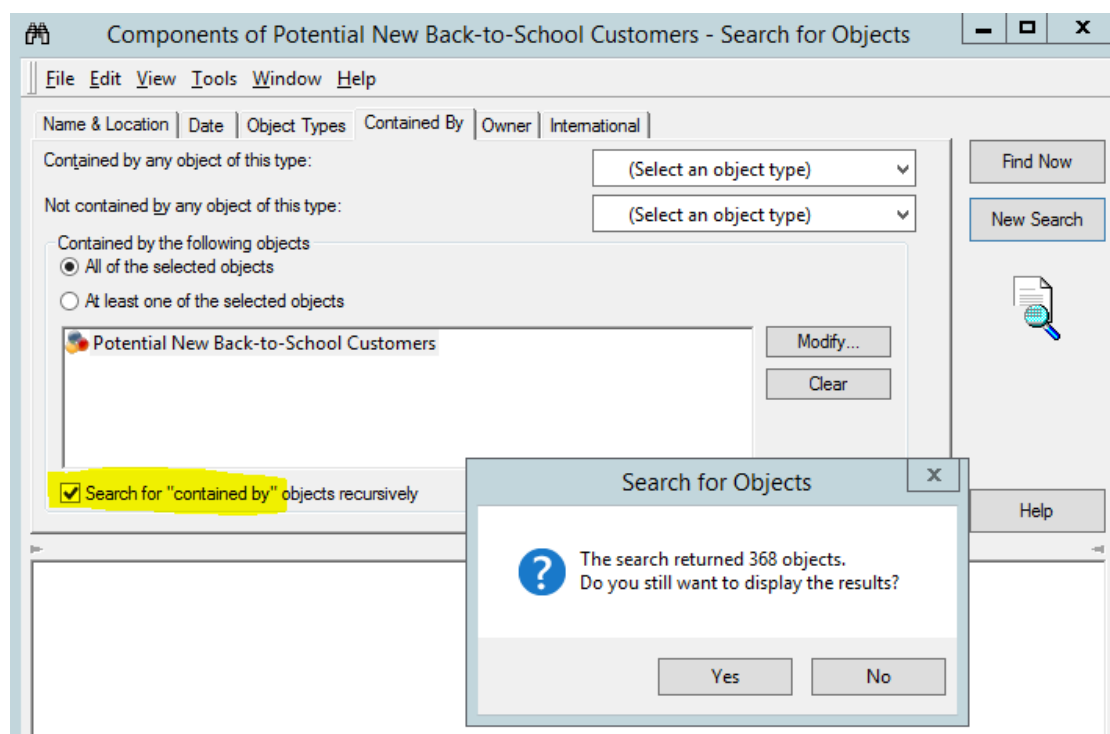 Components of Potential New Back-to-School Customers - Search for Objects
File Edit View Tools Window Help
Name & Location Date Object Types Contained By Owner International
Contained by any object of this type: (Select an object type)
Find Now
Not contained by any object of this type: (Select an object type)
New Search
Contained by the following objects
All of the selected objects
At least one of the selected objects
Potential New Back-to-School Customers
Modify...
Clear
Search for "contained by" objects recursively
Help
Search for Objects
The search returned 368 objects.
Do you still want to display the results?
Yes No